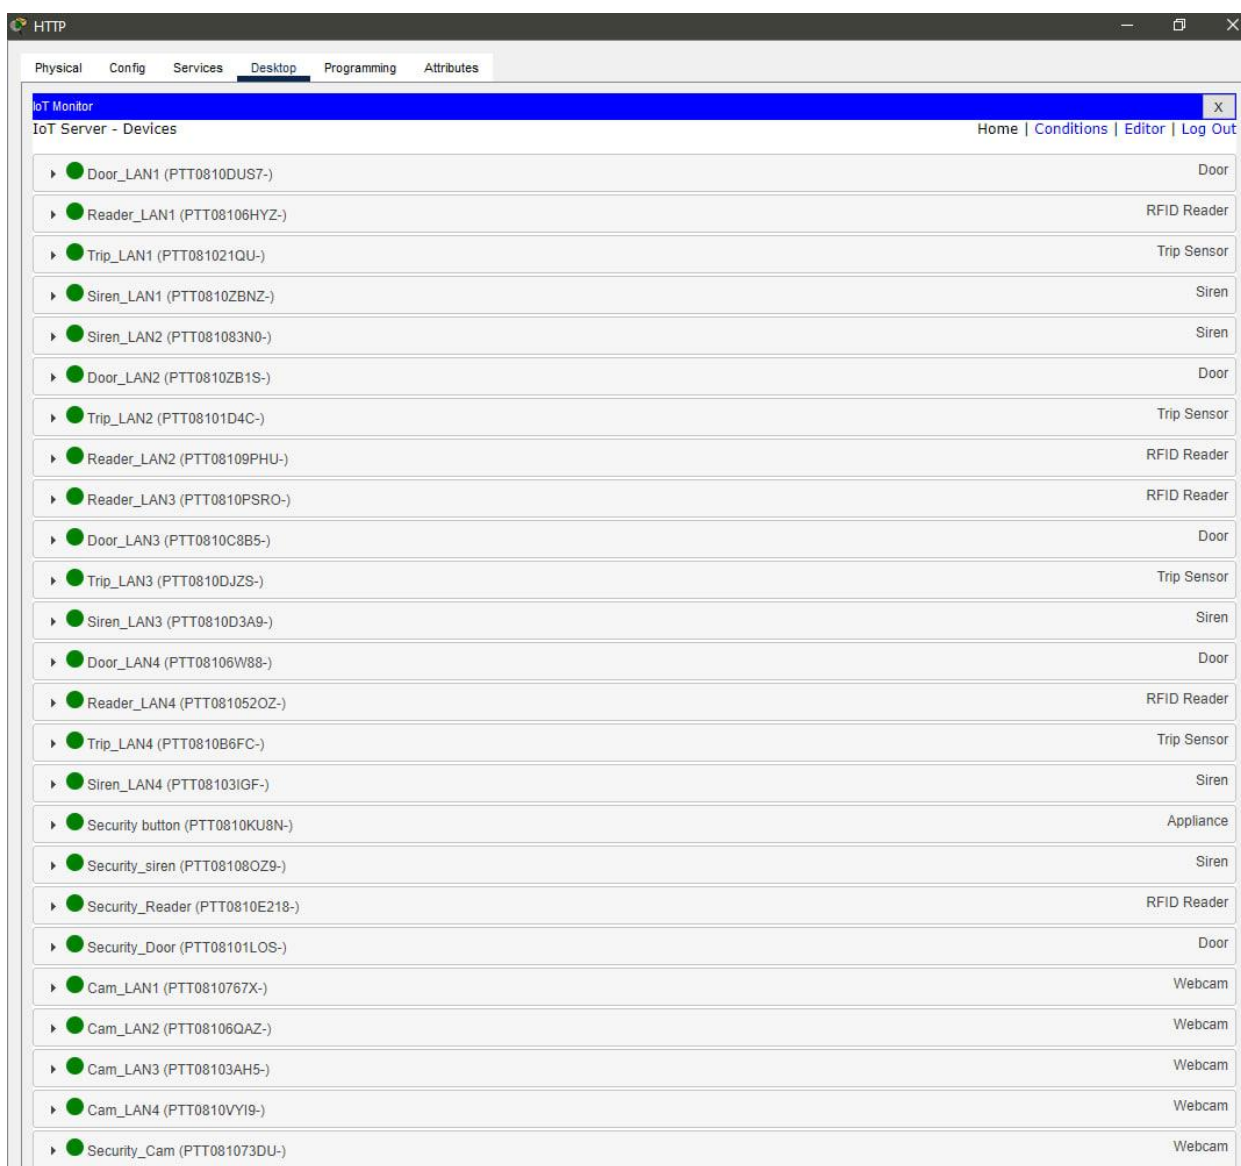 HTTP
Physical Config Services Desktop Programming Attributes
IoT Monitor X
IoT Server - Devices Home | Conditions | Editor | Log Out
Door_LAN1 (PTT0810DUS7-) Door
Reader_LAN1 (PTT08106HYZ-) RFID Reader
Trip_LAN1 (PTT081021QU-) Trip Sensor
Siren_LAN1 (PTT0810ZBNZ-) Siren
Siren_LAN2 (PTT081083N0-) Siren
Door_LAN2 (PTT0810ZB1S-) Door
Trip_LAN2 (PTT08101D4C-) Trip Sensor
Reader_LAN2 (PTT08109PHU-) RFID Reader
Reader_LAN3 (PTT0810PSRO-) RFID Reader
Door_LAN3 (PTT0810C8B5-) Door
Trip_LAN3 (PTT0810DJZS-) Trip Sensor
Siren_LAN3 (PTT0810D3A9-) Siren
Door_LAN4 (PTT08106W88-) Door
Reader_LAN4 (PTT081052OZ-) RFID Reader
Trip_LAN4 (PTT0810B6FC-) Trip Sensor
Siren_LAN4 (PTT08103IGF-) Siren
Security button (PTT0810KU8N-) Appliance
Security_siren (PTT08108OZ9-) Siren
Security_Reader (PTT0810E218-) RFID Reader
Security_Door (PTT08101LOS-) Door
Cam_LAN1 (PTT0810767X-) Webcam
Cam_LAN2 (PTT08106QAZ-) Webcam
Cam_LAN3 (PTT08103AH5-) Webcam
Cam_LAN4 (PTT0810VYI9-) Webcam
Security_Cam (PTT081073DU-) Webcam